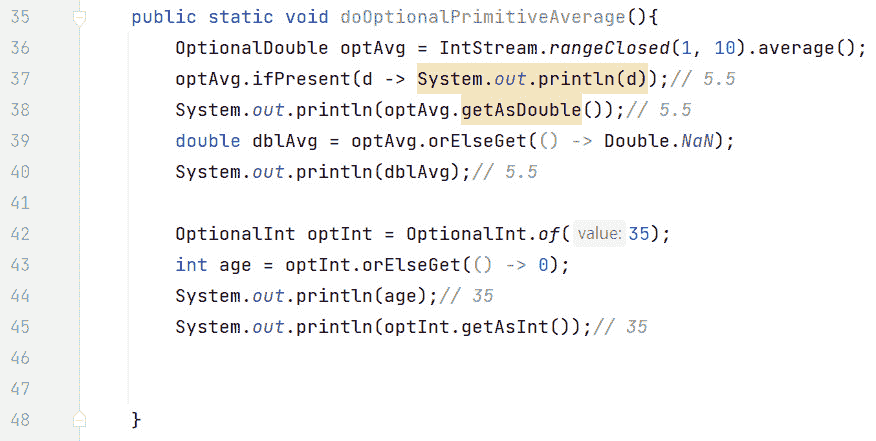 35 public static void doOptionalPrimitiveAverage(){
36 OptionalDouble optAvg = IntStream.rangeClosed(1, 10).average();
37 optAvg.ifPresent(d -> System.out.println(d));// 5.5
38 System.out.println(optAvg.getAsDouble());// 5.5
39 double dblAvg = optAvg.orElseGet(() -> Double.NaN);
40 System.out.println(dblAvg);// 5.5
41
42 OptionalInt optInt = OptionalInt.of( value: 35);
43 int age = optInt.orElseGet(() -> 0);
44 System.out.println(age);// 35
45 System.out.println(optInt.getAsInt());// 35
46
47
48 }